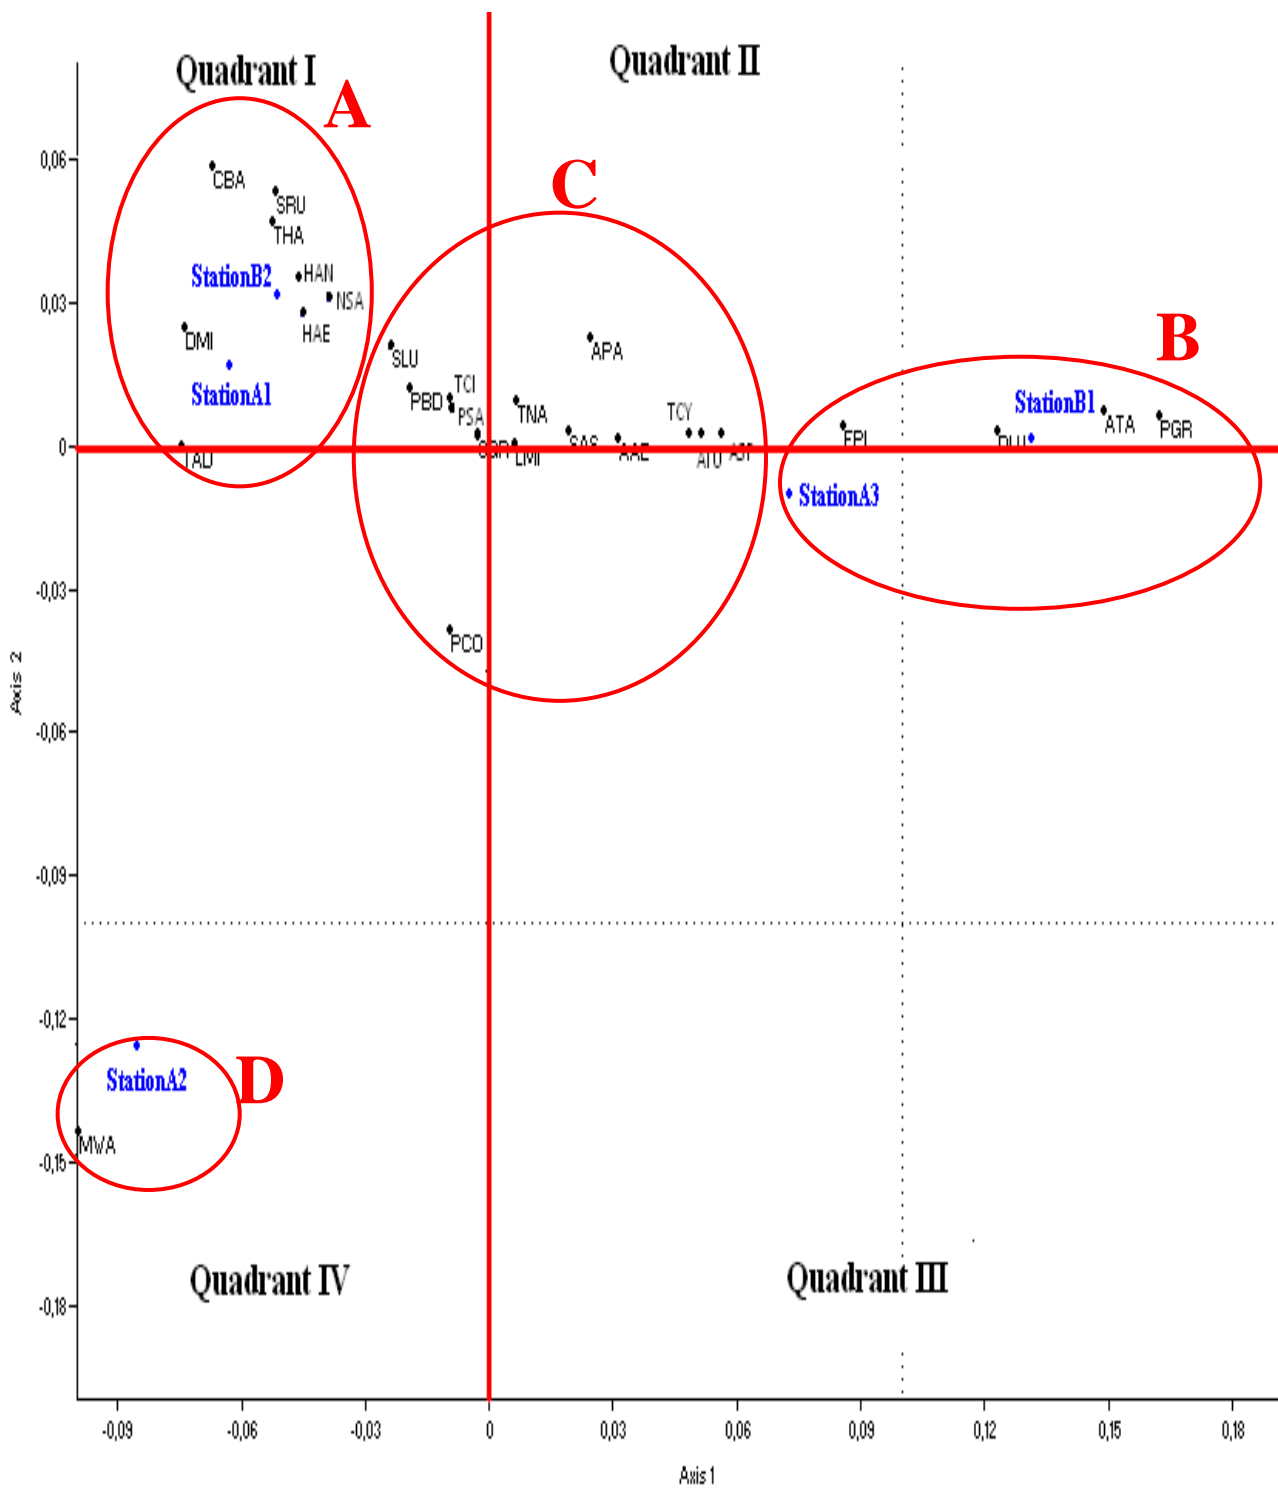 Quadrant I
Quadrant II
A
C
B
D
0,06
0,03
0
-0,03
-0,06
-0,09
-0,12
-0,15
-0,18
CBA
SRU
THA
StationB2
HAN
NSA
HAE
DMI
StationA1
TAD
SLU
PBD
TCI
PSA
APA
TNA
LMI
SAS
AAE
TCY
ATU
StationB1
EPI
DLU
ATA
PGR
StationA3
PCO
StationA2
MVA
Quadrant IV
Quadrant III
Axis 2
-0,09
-0,06
-0,03
0
0,03
0,06
0,09
0,12
0,15
0,18
Axis 1